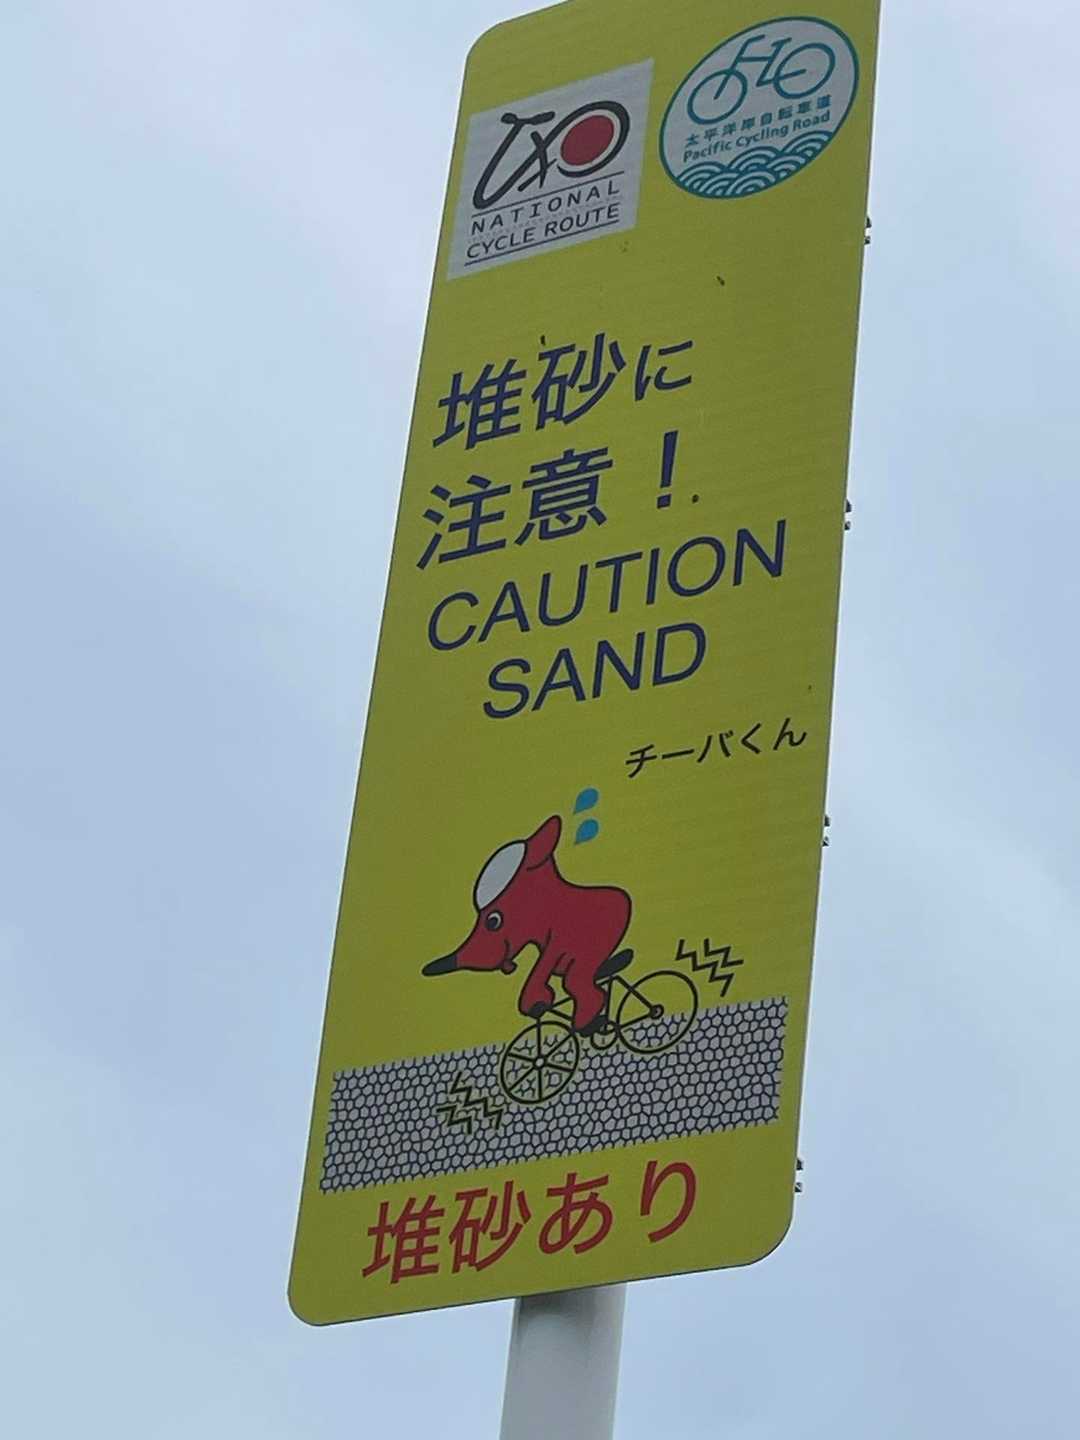 NATIONAL
CYCLE ROUTE
太平洋岸自転車道
Pacific Cycling Road
堆砂に
注意！
CAUTION
SAND
チーバくん
堆砂あり